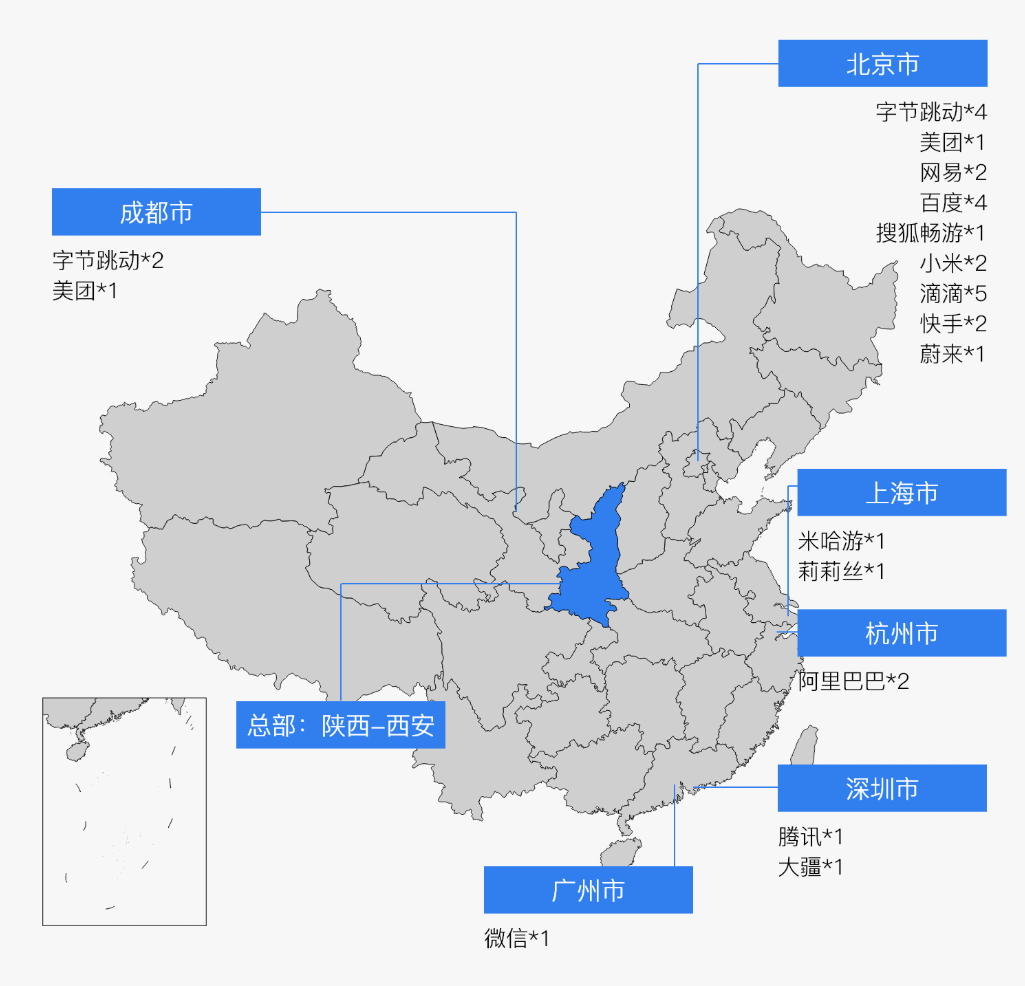 北京市
字节跳动*4
美团*1
网易*2
百度*4
搜狐畅游*1
小米*2
滴滴*5
快手*2
蔚来*1
成都市
字节跳动*2
美团*1
上海市
米哈游*1
莉莉丝*1
杭州市
阿里巴巴*2
总部：陕西-西安
深圳市
腾讯*1
大疆*1
广州市
微信*1